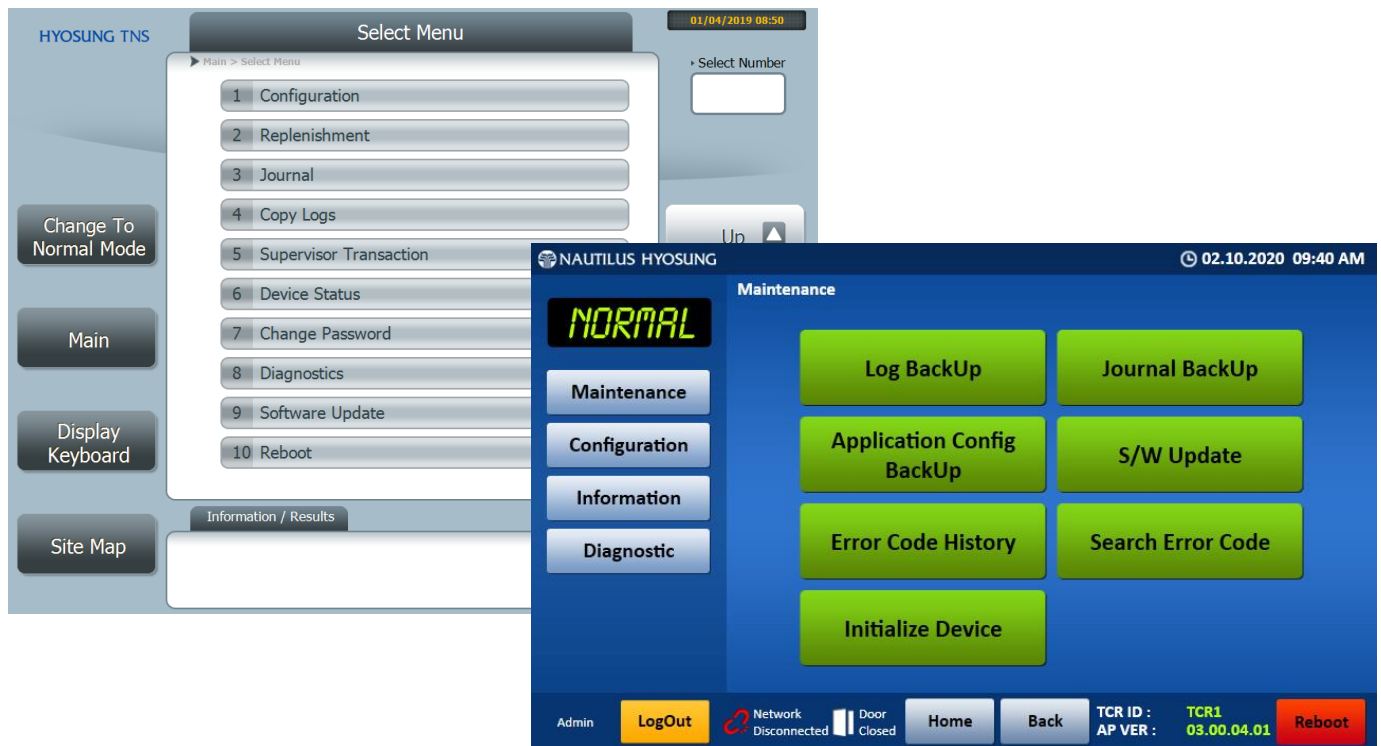 HYOSUNG TNS
Select Menu
01/04/2019 08:50
Main > Select Menu
Select Number
1 Configuration
2 Replenishment
3 Journal
4 Copy Logs
5 Supervisor Transaction
6 Device Status
7 Change Password
8 Diagnostics
9 Software Update
10 Reboot
Change To
Normal Mode
Main
Display
Keyboard
Site Map
Up
Information / Results
NAUTILUS HYOSUNG
02.10.2020 09:40 AM
NORMAL
Maintenance
Configuration
Information
Diagnostic
Maintenance
Log BackUp
Journal BackUp
Application Config
BackUp
S/W Update
Error Code History
Search Error Code
Initialize Device
Admin
LogOut
Network
Disconnected
Door
Closed
Home
Back
TCR ID : TCR1
AP VER : 03.00.04.01
Reboot